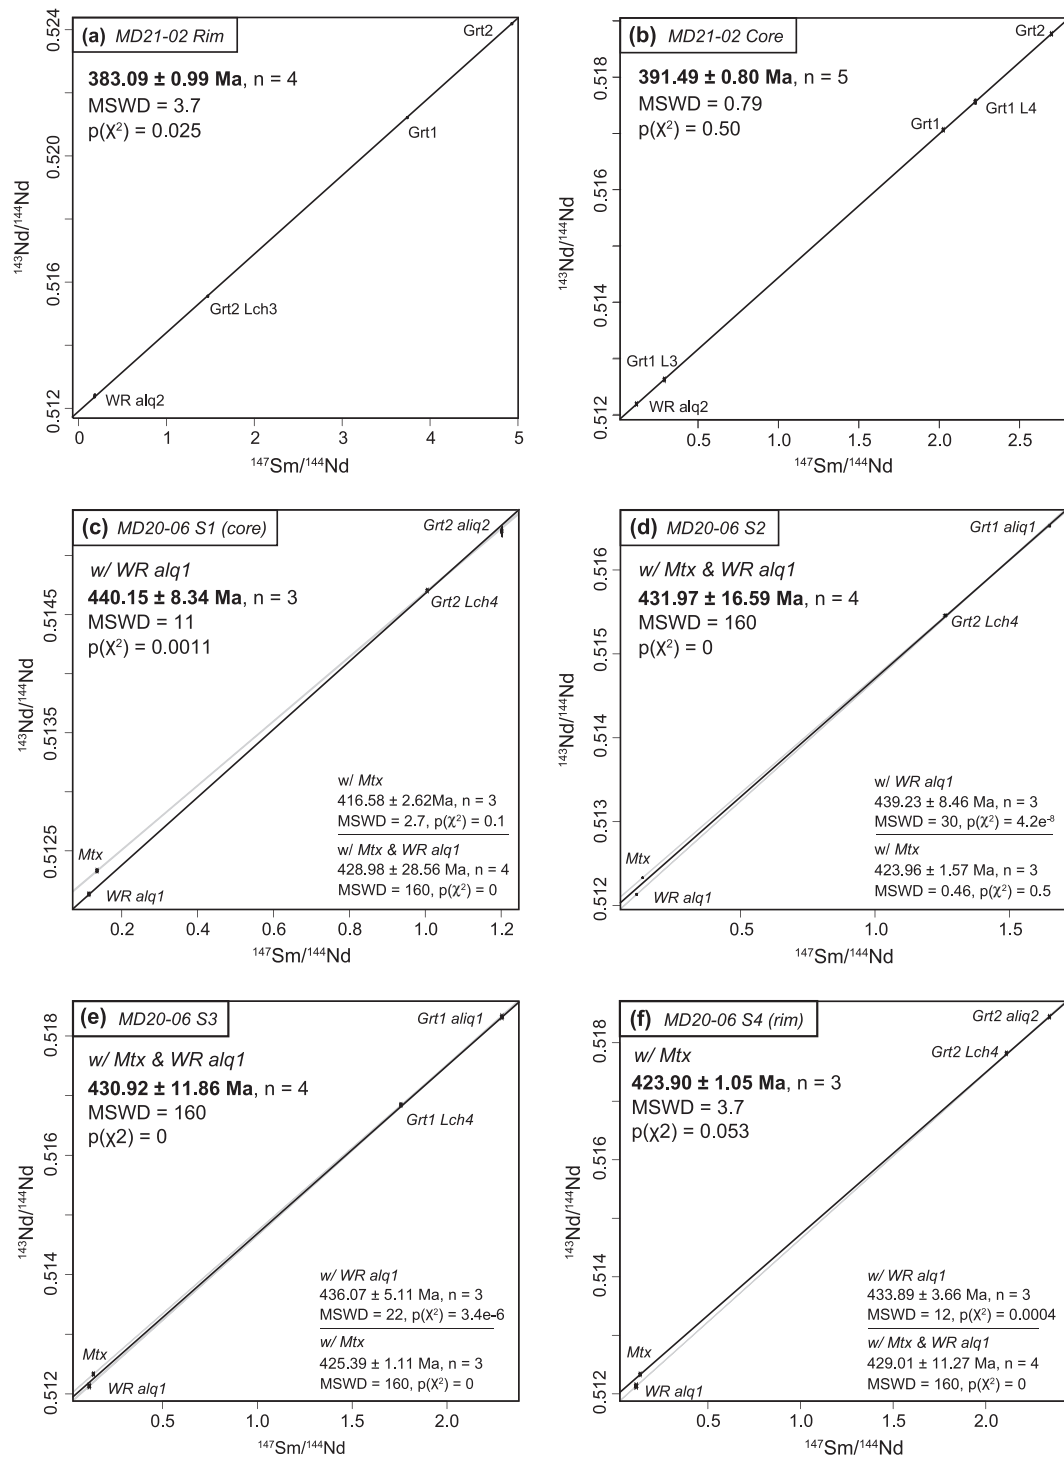 (a) MD21-02 Rim
383.09 ± 0.99 Ma, n = 4
MSWD = 3.7
p(χ²) = 0.025
Grt2
Grt1
Grt2 Lch3
WR alq2
0.512 0.516 0.520 0.524
¹⁴³Nd/¹⁴⁴Nd
0 1 2 3 4 5
¹⁴⁷Sm/¹⁴⁴Nd
(b) MD21-02 Core
391.49 ± 0.80 Ma, n = 5
MSWD = 0.79
p(χ²) = 0.50
Grt2
Grt1 L4
Grt1
Grt1 L3
WR alq2
0.512 0.514 0.516 0.518
¹⁴³Nd/¹⁴⁴Nd
0.5 1.0 1.5 2.0 2.5
¹⁴⁷Sm/¹⁴⁴Nd
(c) MD20-06 S1 (core)
w/ WR alq1
440.15 ± 8.34 Ma, n = 3
MSWD = 11
p(χ²) = 0.0011
Grt2 aliq2
Grt2 Lch4
w/ Mtx
416.58 ± 2.62Ma, n = 3
MSWD = 2.7, p(χ²) = 0.1
w/ Mtx & WR alq1
428.98 ± 28.56 Ma, n = 4
MSWD = 160, p(χ²) = 0
Mtx
WR alq1
0.5125 0.5135 0.5145
¹⁴³Nd/¹⁴⁴Nd
0.2 0.4 0.6 0.8 1.0 1.2
¹⁴⁷Sm/¹⁴⁴Nd
(d) MD20-06 S2
w/ Mtx & WR alq1
431.97 ± 16.59 Ma, n = 4
MSWD = 160
p(χ²) = 0
Grt1 aliq1
Grt2 Lch4
w/ WR alq1
439.23 ± 8.46 Ma, n = 3
MSWD = 30, p(χ²) = 4.2e⁻⁸
w/ Mtx
423.96 ± 1.57 Ma, n = 3
MSWD = 0.46, p(χ²) = 0.5
Mtx
WR alq1
0.512 0.513 0.514 0.515 0.516
¹⁴³Nd/¹⁴⁴Nd
0.5 1.0 1.5
¹⁴⁷Sm/¹⁴⁴Nd
(e) MD20-06 S3
w/ Mtx & WR alq1
430.92 ± 11.86 Ma, n = 4
MSWD = 160
p(χ2) = 0
Grt1 aliq1
Grt1 Lch4
w/ WR alq1
436.07 ± 5.11 Ma, n = 3
MSWD = 22, p(χ²) = 3.4e-6
w/ Mtx
425.39 ± 1.11 Ma, n = 3
MSWD = 160, p(χ²) = 0
Mtx
WR alq1
0.512 0.514 0.516 0.518
¹⁴³Nd/¹⁴⁴Nd
0.5 1.0 1.5 2.0
¹⁴⁷Sm/¹⁴⁴Nd
(f) MD20-06 S4 (rim)
w/ Mtx
423.90 ± 1.05 Ma, n = 3
MSWD = 3.7
p(χ2) = 0.053
Grt2 aliq2
Grt2 Lch4
w/ WR alq1
433.89 ± 3.66 Ma, n = 3
MSWD = 12, p(χ²) = 0.0004
w/ Mtx & WR alq1
429.01 ± 11.27 Ma, n = 4
MSWD = 160, p(χ²) = 0
Mtx
WR alq1
0.512 0.514 0.516 0.518
¹⁴³Nd/¹⁴⁴Nd
0.5 1.0 1.5 2.0
¹⁴⁷Sm/¹⁴⁴Nd